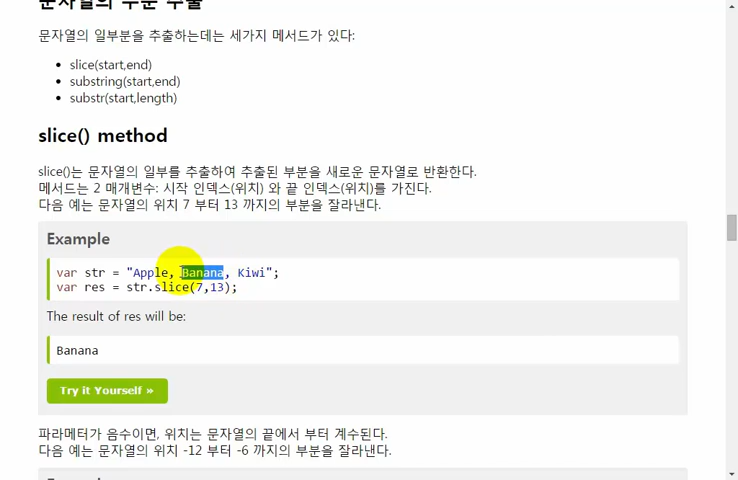 문자열의 부분 추출
문자열의 일부분을 추출하는데는 세가지 메서드가 있다:
• slice(start,end)
• substring(start,end)
• substr(start,length)
slice() method
slice()는 문자열의 일부를 추출하여 추출된 부분을 새로운 문자열로 반환한다.
메서드는 2 매개변수: 시작 인덱스(위치) 와 끝 인덱스(위치)를 가진다.
다음 예는 문자열의 위치 7 부터 13 까지의 부분을 잘라낸다.
Example
var str = "Apple, Banana, Kiwi";
var res = str.slice(7,13);
The result of res will be:
Banana
Try it Yourself »
파라메터가 음수이면, 위치는 문자열의 끝에서 부터 계수된다.
다음 예는 문자열의 위치 -12 부터 -6 까지의 부분을 잘라낸다.